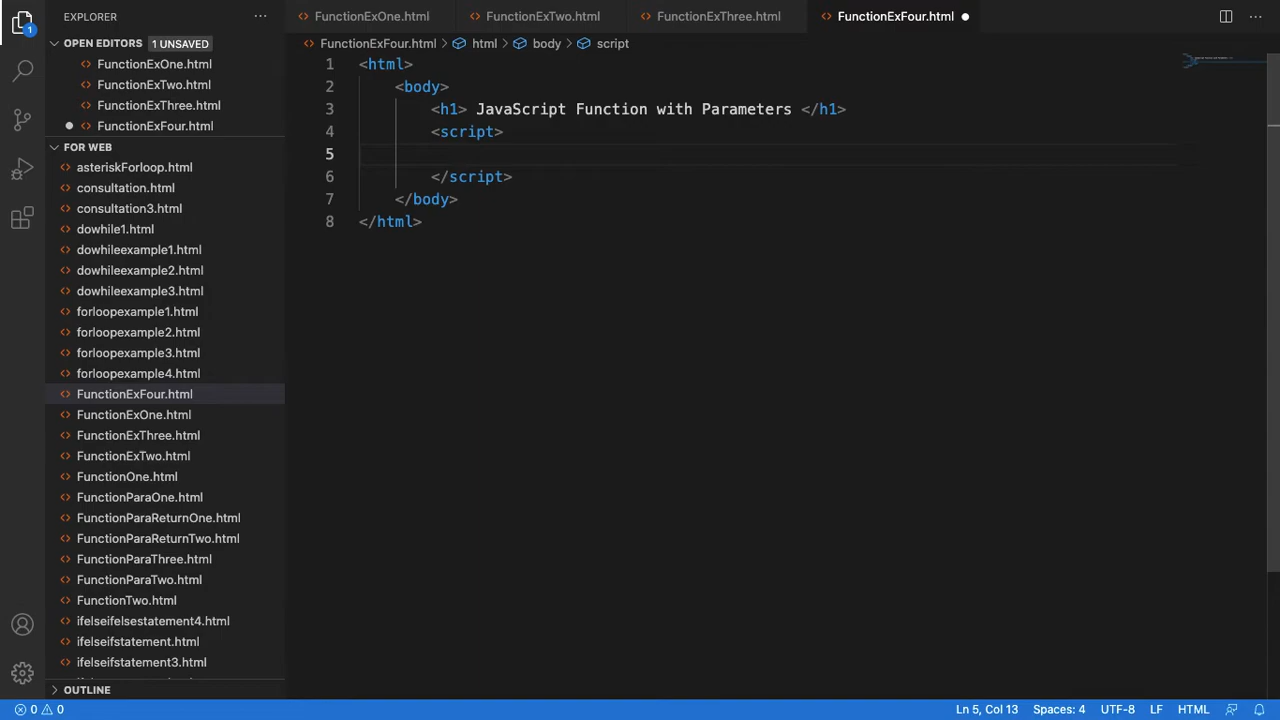 EXPLORER
FunctionExOne.html
FunctionExTwo.html
FunctionExThree.html
FunctionExFour.html
OPEN EDITORS 1 UNSAVED
FunctionExOne.html
FunctionExTwo.html
FunctionExThree.html
FunctionExFour.html
FOR WEB
asteriskForloop.html
consultation.html
consultation3.html
dowhile1.html
dowhileexample1.html
dowhileexample2.html
dowhileexample3.html
forloopexample1.html
forloopexample2.html
forloopexample3.html
forloopexample4.html
FunctionExFour.html
FunctionExOne.html
FunctionExThree.html
FunctionExTwo.html
FunctionOne.html
FunctionParaOne.html
FunctionParaReturnOne.html
FunctionParaReturnTwo.html
FunctionParaThree.html
FunctionParaTwo.html
FunctionTwo.html
ifelseifelsestatement4.html
ifelseifstatement.html
ifelseifstatement3.html
OUTLINE
FunctionExFour.html > html > body > script
1 <html>
2 <body>
3 <h1> JavaScript Function with Parameters </h1>
4 <script>
5
6 </script>
7 </body>
8 </html>
1
0 0
Ln 5, Col 13 Spaces: 4 UTF-8 LF HTML